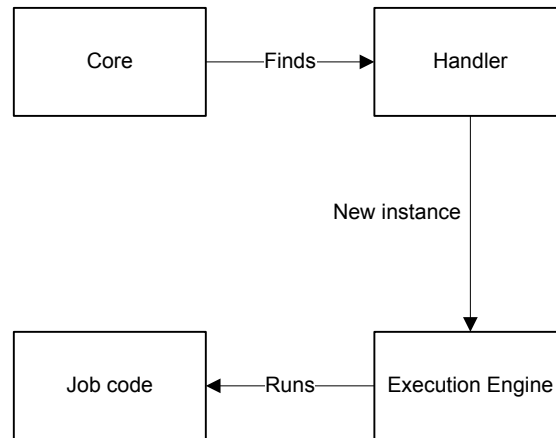 Core
Finds
Handler
New instance
Job code
Runs
Execution Engine